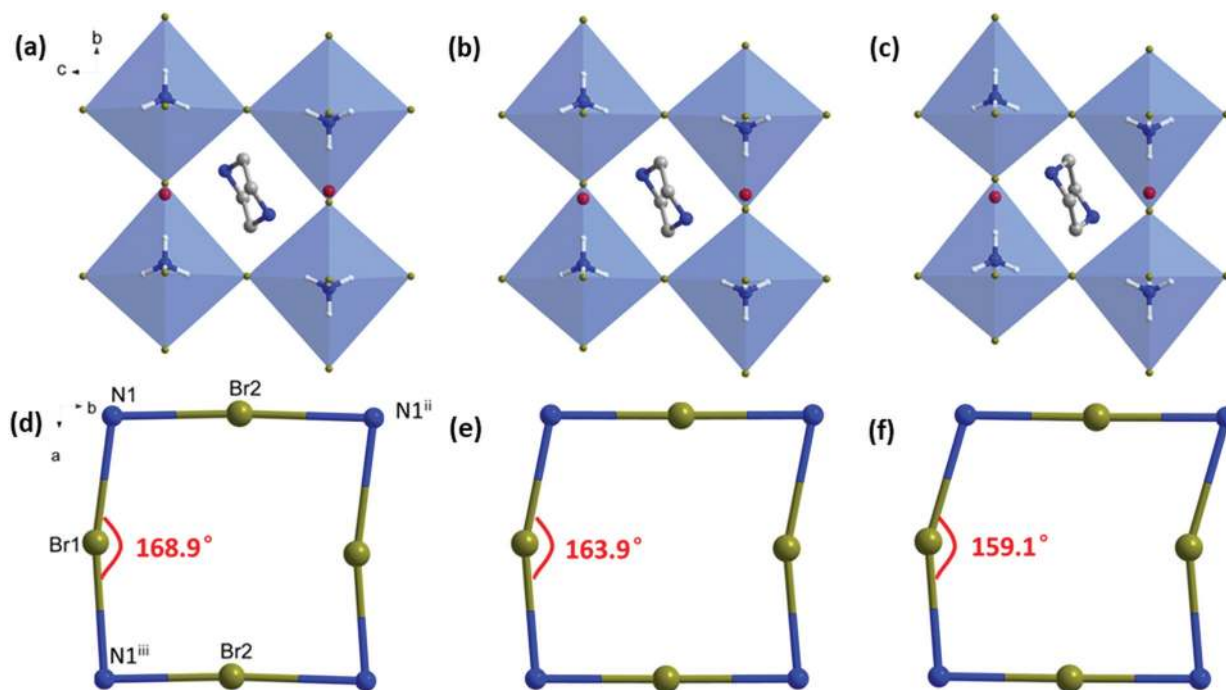 (a)
b
c
(b)
(c)
(d)
b
a
N1
Br2
N1ii
Br1
168.9°
N1iii
Br2
(e)
163.9°
(f)
159.1°